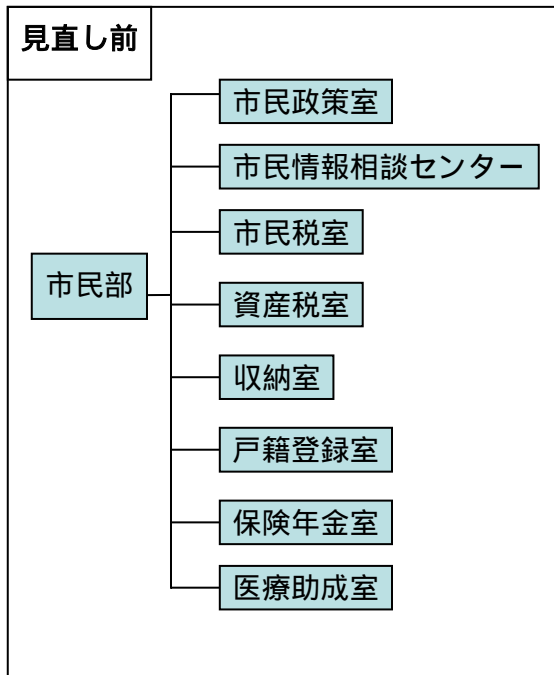 見直し前
市民部
市民政策室
市民情報相談センター
市民税室
資産税室
収納室
戸籍登録室
保険年金室
医療助成室